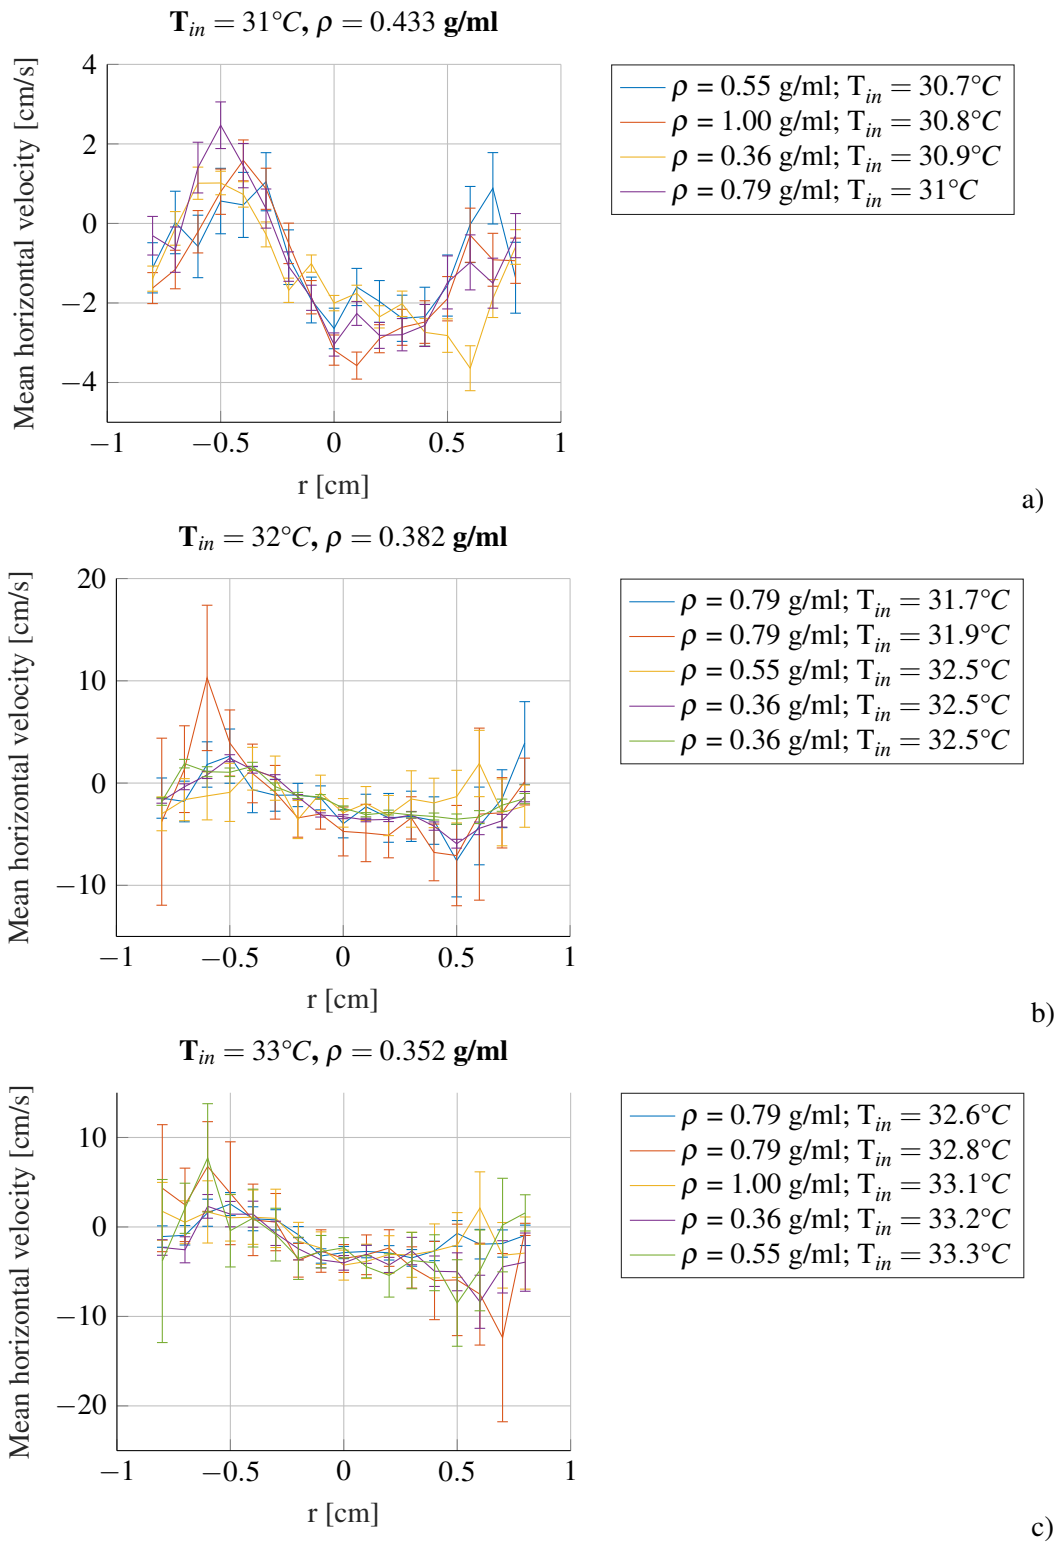 T_in = 31°C, ρ = 0.433 g/ml
Mean horizontal velocity [cm/s]
4
2
0
−2
−4
−1
−0.5
0
0.5
1
r [cm]
ρ = 0.55 g/ml; T_in = 30.7°C
ρ = 1.00 g/ml; T_in = 30.8°C
ρ = 0.36 g/ml; T_in = 30.9°C
ρ = 0.79 g/ml; T_in = 31°C
a)
T_in = 32°C, ρ = 0.382 g/ml
Mean horizontal velocity [cm/s]
20
10
0
−10
−1
−0.5
0
0.5
1
r [cm]
ρ = 0.79 g/ml; T_in = 31.7°C
ρ = 0.79 g/ml; T_in = 31.9°C
ρ = 0.55 g/ml; T_in = 32.5°C
ρ = 0.36 g/ml; T_in = 32.5°C
ρ = 0.36 g/ml; T_in = 32.5°C
b)
T_in = 33°C, ρ = 0.352 g/ml
Mean horizontal velocity [cm/s]
10
0
−10
−20
−1
−0.5
0
0.5
1
r [cm]
ρ = 0.79 g/ml; T_in = 32.6°C
ρ = 0.79 g/ml; T_in = 32.8°C
ρ = 1.00 g/ml; T_in = 33.1°C
ρ = 0.36 g/ml; T_in = 33.2°C
ρ = 0.55 g/ml; T_in = 33.3°C
c)